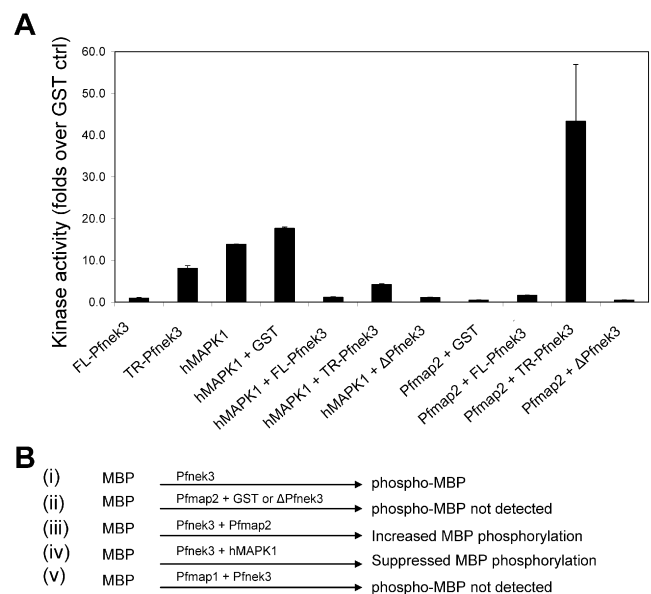 A
Kinase activity (folds over GST ctrl)
60.0
50.0
40.0
30.0
20.0
10.0
0.0
FL-Pfnek3
TR-Pfnek3
hMAPK1
hMAPK1 + GST
hMAPK1 + FL-Pfnek3
hMAPK1 + TR-Pfnek3
hMAPK1 + ΔPfnek3
Pfmap2 + GST
Pfmap2 + FL-Pfnek3
Pfmap2 + TR-Pfnek3
Pfmap2 + ΔPfnek3
B
(i) MBP Pfnek3 phospho-MBP
(ii) MBP Pfmap2 + GST or ΔPfnek3 phospho-MBP not detected
(iii) MBP Pfnek3 + Pfmap2 Increased MBP phosphorylation
(iv) MBP Pfnek3 + hMAPK1 Suppressed MBP phosphorylation
(v) MBP Pfmap1 + Pfnek3 phospho-MBP not detected